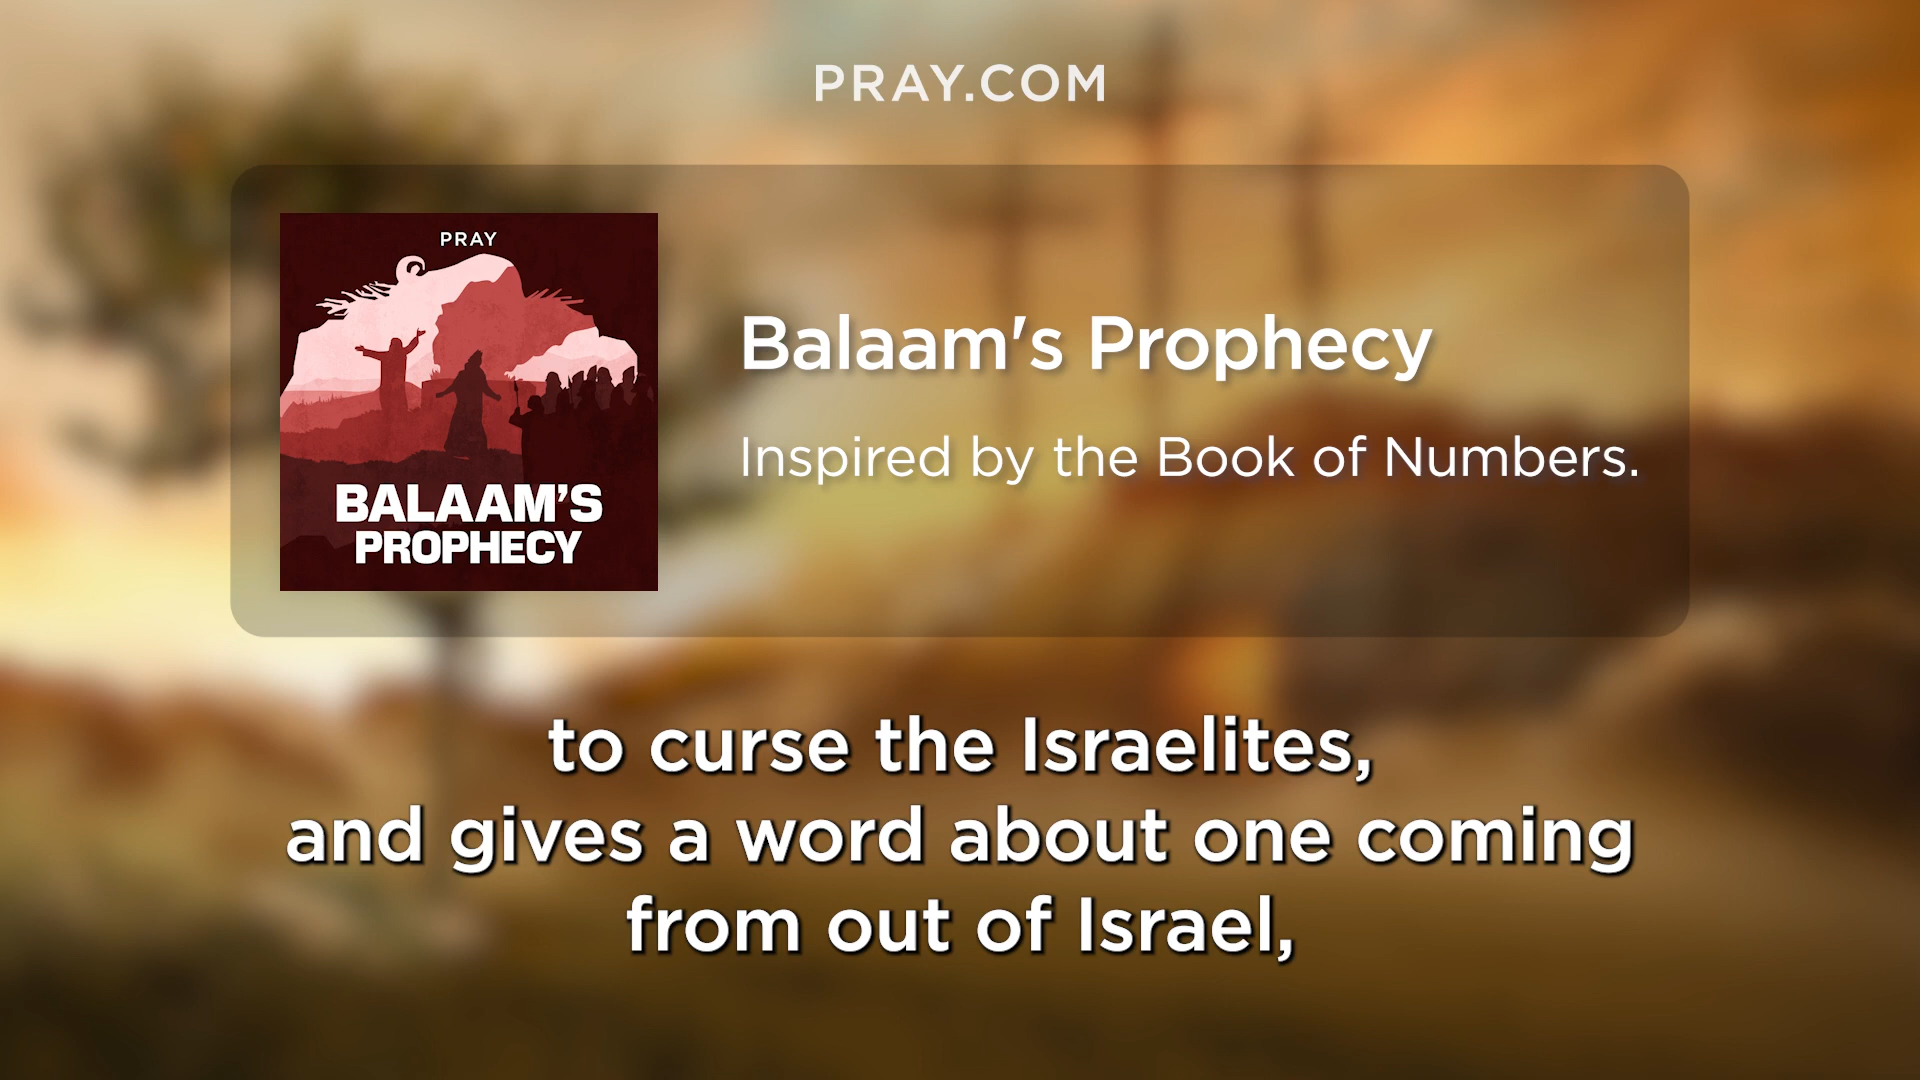 PRAY.COM
PRAY
BALAAM'S
PROPHECY
Balaam's Prophecy
Inspired by the Book of Numbers.
to curse the Israelites,
and gives a word about one coming
from out of Israel,